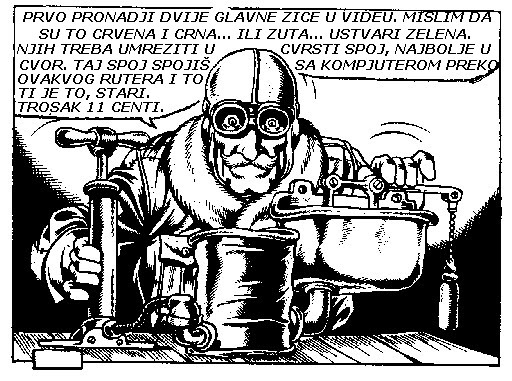 PRVO PRONADJI DVIJE GLAVNE ZICE U VIDEU. MISLIM DA
SU TO CRVENA I CRNA... ILI ZUTA... USTVARI ZELENA.
NJIH TREBA UMREZITI U CVRSTI SPOJ, NAJBOLJE U
CVOR. TAJ SPOJ SPOJIŠ SA KOMPJUTEROM PREKO
OVAKVOG RUTERA I TO
TI JE TO, STARI.
TROSAK 11 CENTI.